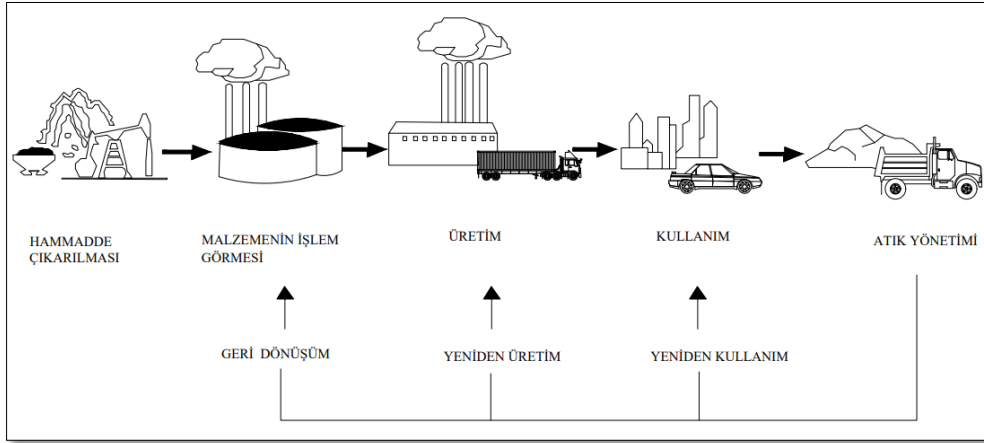 HAMMADDE
ÇIKARILMASI
MALZEMENİN İŞLEM
GÖRMESİ
ÜRETİM
KULLANIM
ATIK YÖNETİMİ
GERİ DÖNÜŞÜM
YENİDEN ÜRETİM
YENİDEN KULLANIM